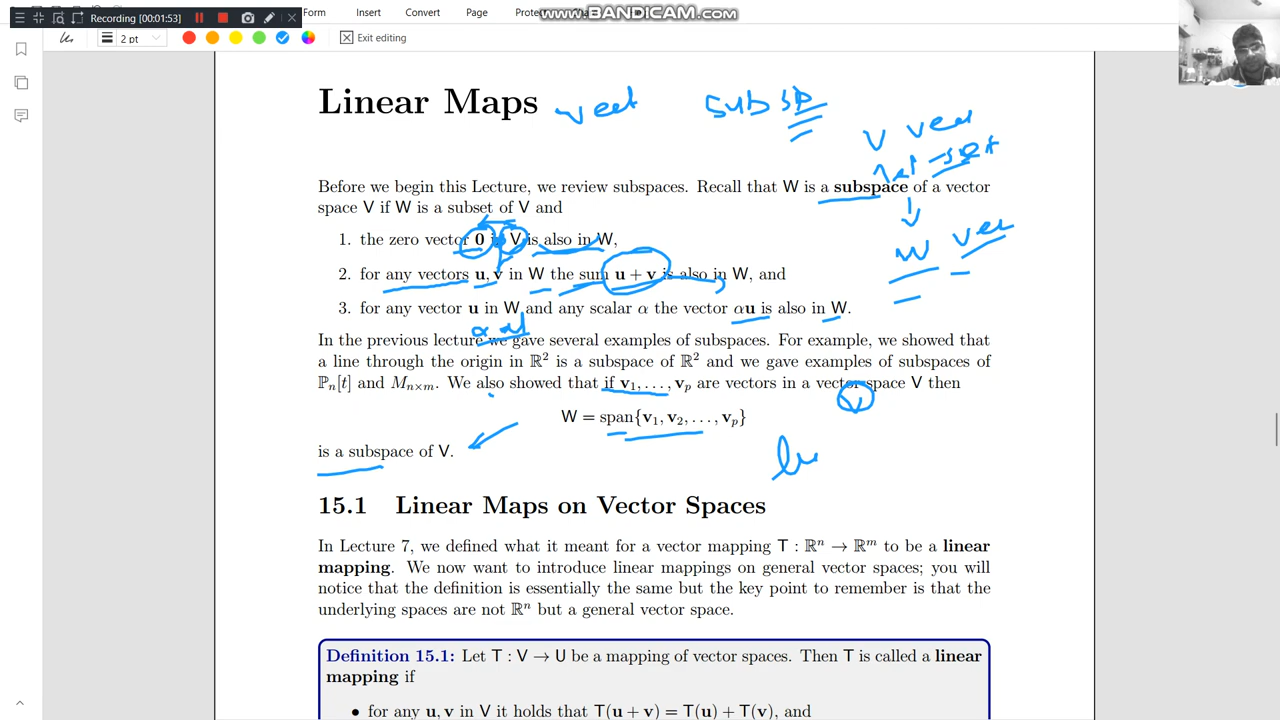 Recording [00:01:53]
Form Insert Convert Page Prote
www.BANDICAM.com
2 pt Exit editing
Linear Maps
vect subsp
V vect
set
Before we begin this Lecture, we review subspaces. Recall that W is a subspace of a vector
space V if W is a subset of V and
W vec
1. the zero vector 0 in V is also in W,
2. for any vectors u, v in W the sum u + v is also in W, and
3. for any vector u in W and any scalar α the vector αu is also in W.
α u
In the previous lecture we gave several examples of subspaces. For example, we showed that
a line through the origin in ℝ² is a subspace of ℝ² and we gave examples of subspaces of
ℙₙ[t] and Mₙ×ₘ. We also showed that if v₁, . . . , vₚ are vectors in a vector space V then
V
W = span{v₁, v₂, . . . , vₚ}
is a subspace of V.
15.1 Linear Maps on Vector Spaces
In Lecture 7, we defined what it meant for a vector mapping T : ℝⁿ → ℝᵐ to be a linear
mapping. We now want to introduce linear mappings on general vector spaces; you will
notice that the definition is essentially the same but the key point to remember is that the
underlying spaces are not ℝⁿ but a general vector space.
Definition 15.1: Let T : V → U be a mapping of vector spaces. Then T is called a linear
mapping if
• for any u, v in V it holds that T(u + v) = T(u) + T(v), and